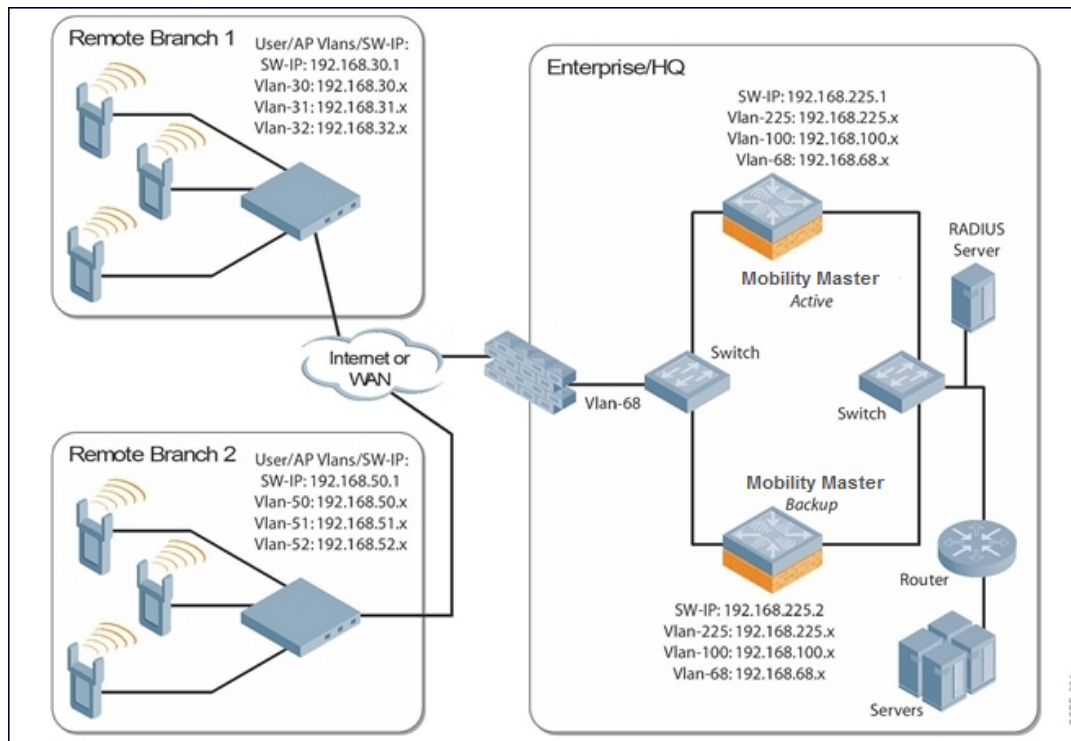 Remote Branch 1
User/AP Vlans/SW-IP:
SW-IP: 192.168.30.1
Vlan-30: 192.168.30.x
Vlan-31: 192.168.31.x
Vlan-32: 192.168.32.x
Enterprise/HQ
SW-IP: 192.168.225.1
Vlan-225: 192.168.225.x
Vlan-100: 192.168.100.x
Vlan-68: 192.168.68.x
RADIUS
Server
Mobility Master
Active
Internet or
WAN
Switch
Vlan-68
Switch
Remote Branch 2
User/AP Vlans/SW-IP:
SW-IP: 192.168.50.1
Vlan-50: 192.168.50.x
Vlan-51: 192.168.51.x
Vlan-52: 192.168.52.x
Mobility Master
Backup
Router
SW-IP: 192.168.225.2
Vlan-225: 192.168.225.x
Vlan-100: 192.168.100.x
Vlan-68: 192.168.68.x
Servers